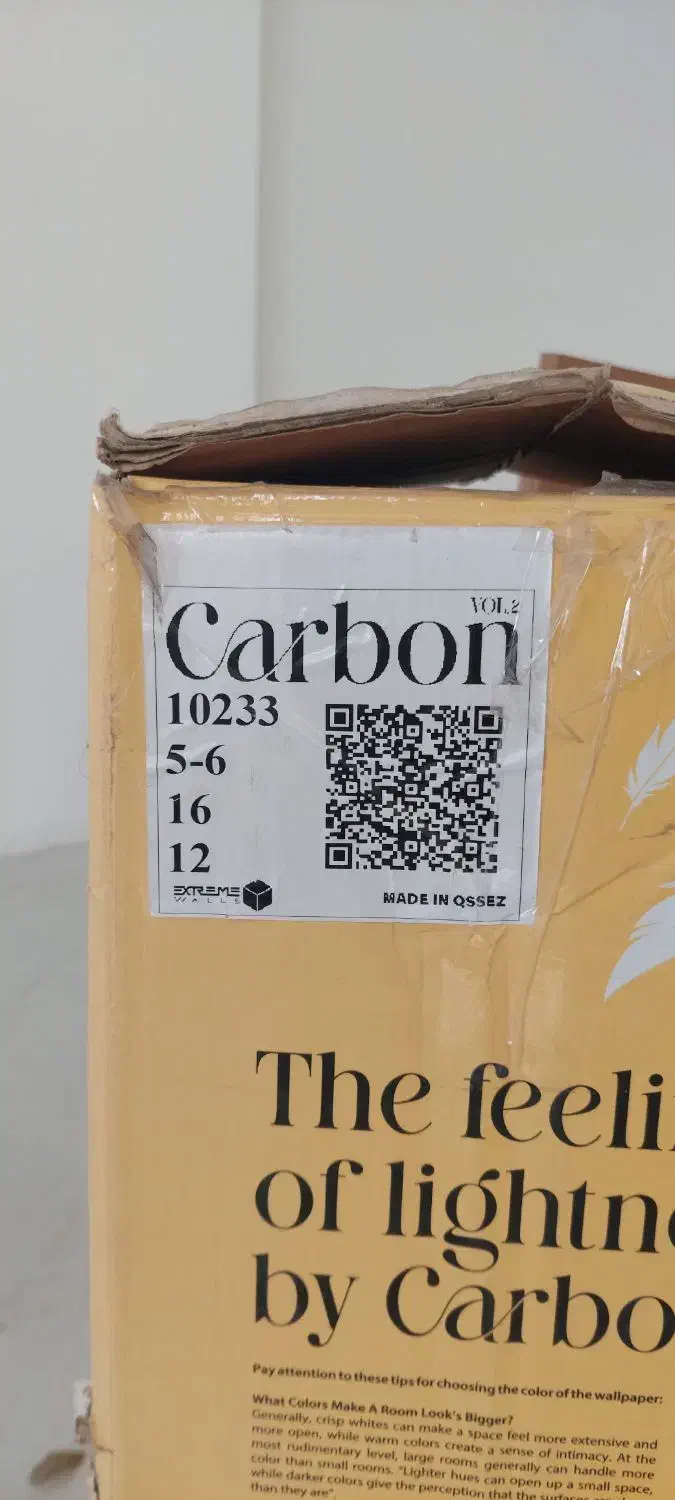 VOL.2
Carbon
10233
5-6
16
12
EXTREME
WALLS
MADE IN QSSEZ
The feeli
of lightn
by Carbo
Pay attention to these tips for choosing the color of the wallpaper:
What Colors Make A Room Look's Bigger?
Generally, crisp whites can make a space feel more extensive and
more open, while warm colors create a sense of intimacy. At the
most rudimentary level, large rooms generally can handle more
color than small rooms. "Lighter hues can open up a small space,
while darker colors give the perception that the surfaces
than they are".